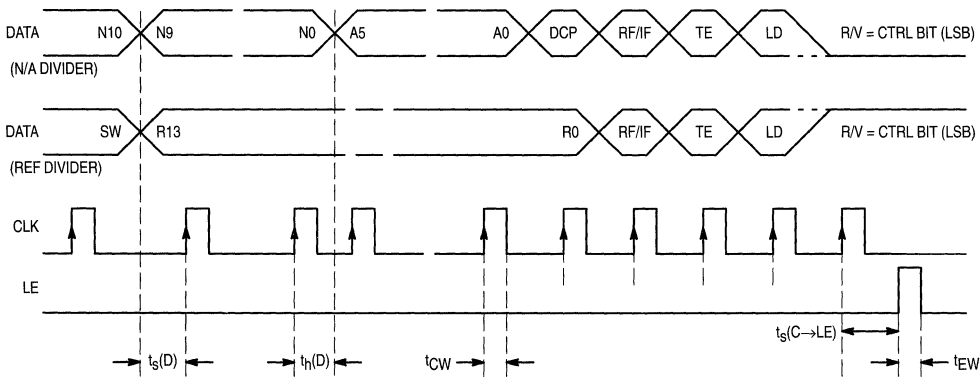 DATA N10 N9 N0 A5 A0 DCP RF/IF TE LD R/V = CTRL BIT (LSB)
(N/A DIVIDER)
DATA SW R13 R0 RF/IF TE LD R/V = CTRL BIT (LSB)
(REF DIVIDER)
CLK
LE
ts(D) th(D) tCW ts(C→LE) tEW